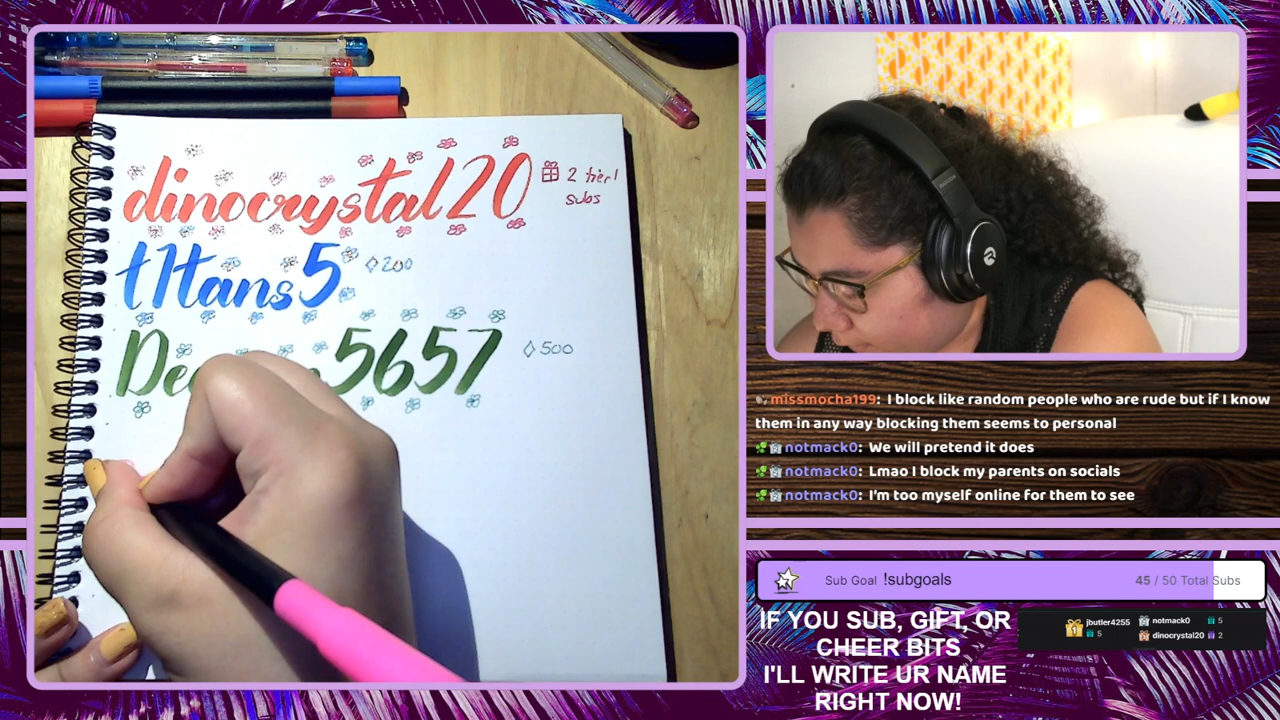 dinocrystal20
2 tier 1
subs
t1tans5
200
5657
500
missmocha199: I block like random people who are rude but if I know
them in any way blocking them seems to personal
notmack0: We will pretend it does
notmack0: Lmao I block my parents on socials
notmack0: I'm too myself online for them to see
Sub Goal !subgoals
45 / 50 Total Subs
IF YOU SUB, GIFT, OR
CHEER BITS
I'LL WRITE UR NAME
RIGHT NOW!
1 jbutler4255
5
notmack0 5
dinocrystal20 2